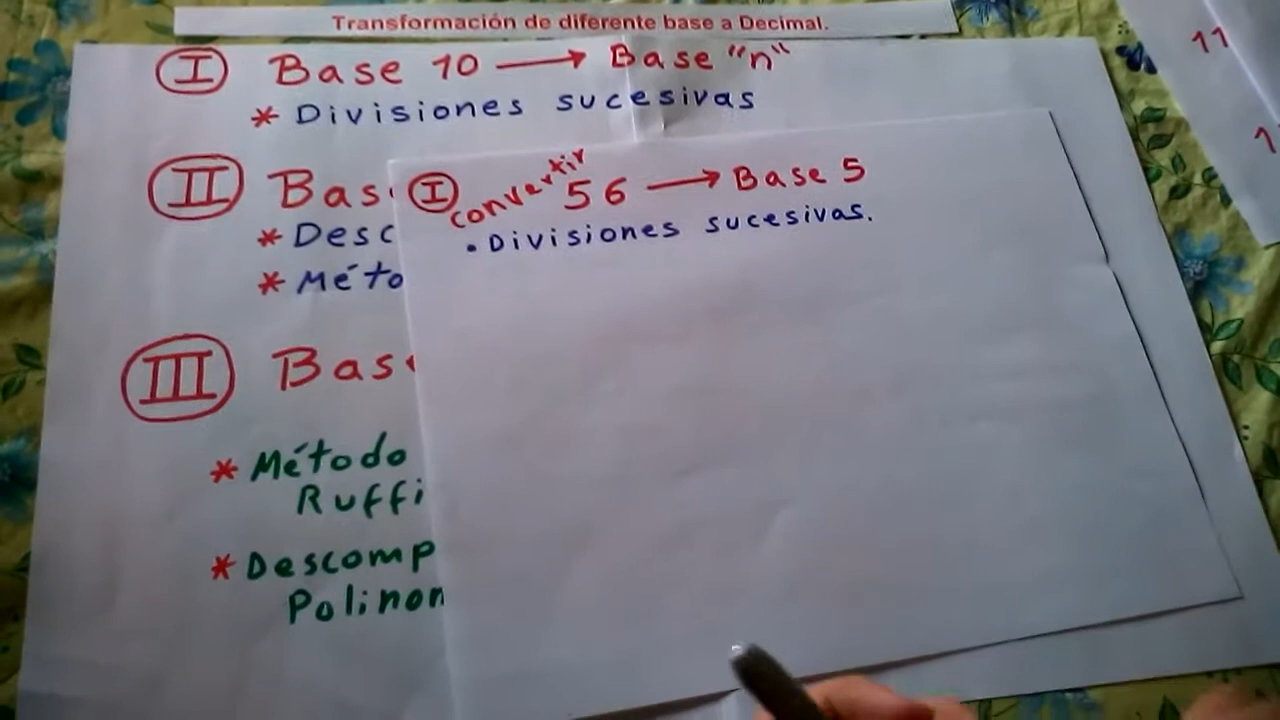 Transformación de diferente base a Decimal.
I Base 10 → Base "n"
* Divisiones sucesivas
II Bas
* Desc
* Méto
III Bas
* Método
Ruffi
* Descomp
Polinom
I convertir 56 → Base 5
• Divisiones sucesivas.
11